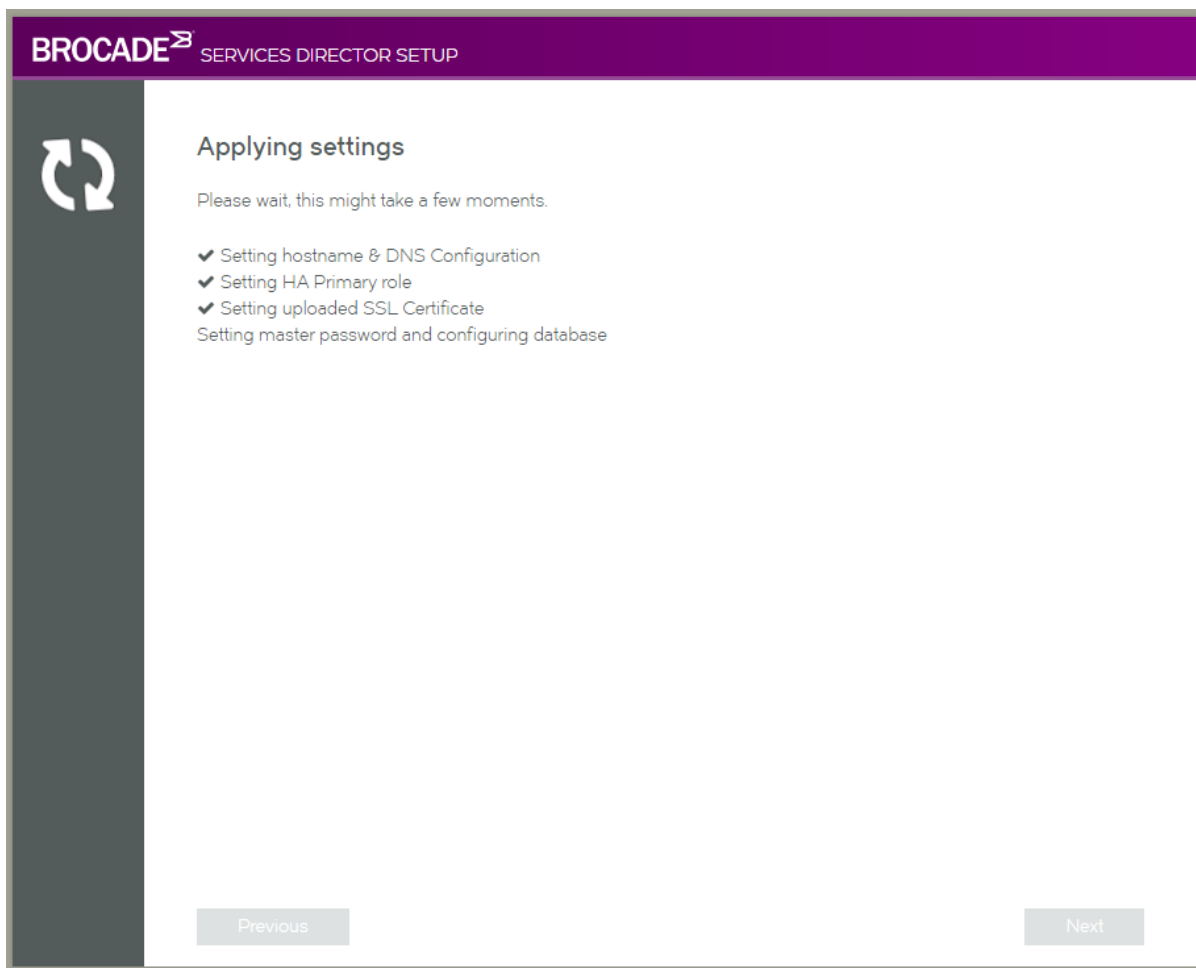 BROCADE SERVICES DIRECTOR SETUP
Applying settings
Please wait, this might take a few moments.
✔ Setting hostname & DNS Configuration
✔ Setting HA Primary role
✔ Setting uploaded SSL Certificate
Setting master password and configuring database
Previous
Next